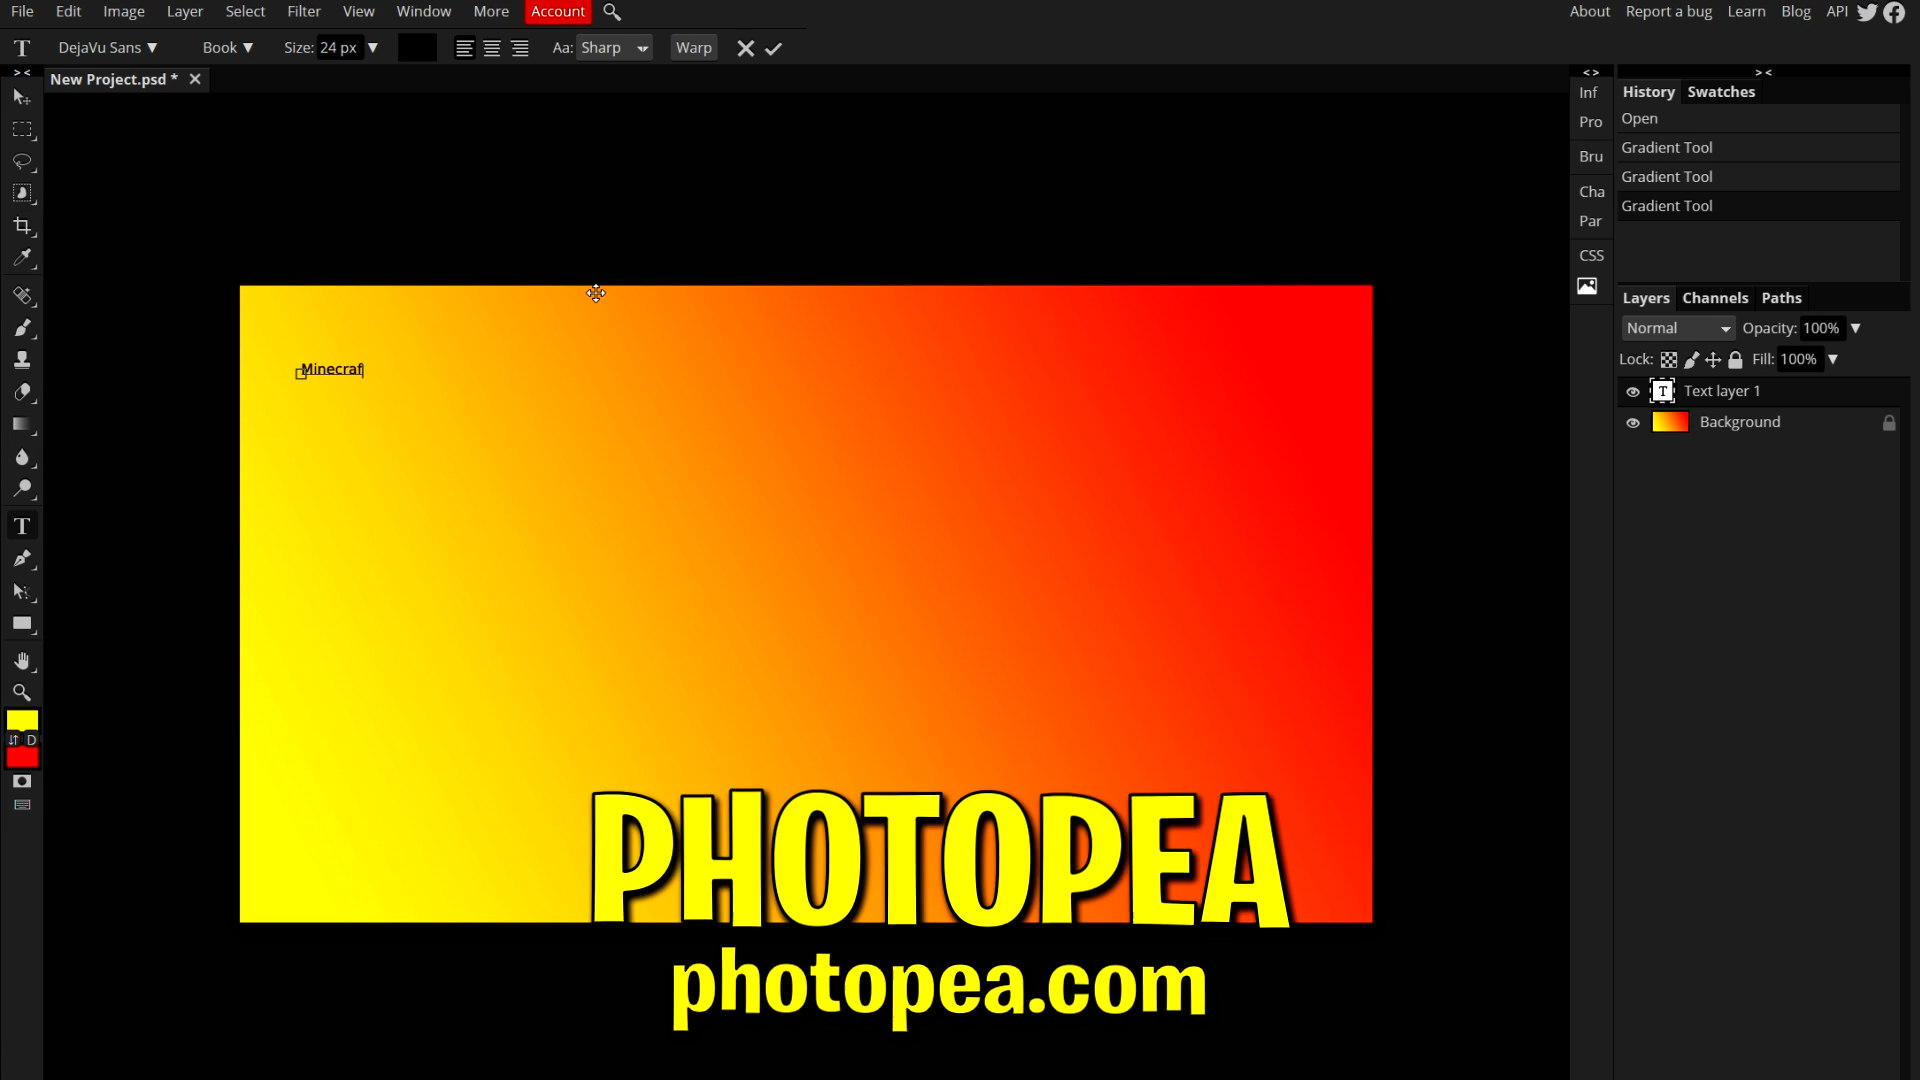 File Edit Image Layer Select Filter View Window More Account About Report a bug Learn Blog API
T DejaVu Sans ▼ Book ▼ Size: 24 px ▼ Aa: Sharp Warp
> < New Project.psd * < > > <
Inf
Pro
Bru
Cha
Par
CSS
History Swatches
Open
Gradient Tool
Gradient Tool
Gradient Tool
Layers Channels Paths
Normal Opacity: 100% ▼
Lock: Fill: 100% ▼
T Text layer 1
Background
Minecraf
T
D
PHOTOPEA
photopea.com